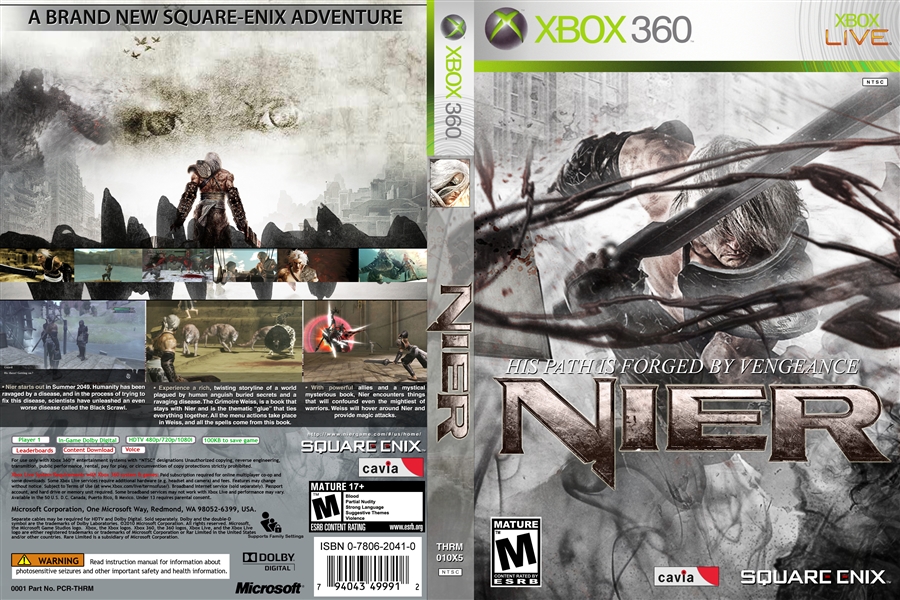 A BRAND NEW SQUARE-ENIX ADVENTURE
• Nier starts out in Summer 2049. Humanity has been
ravaged by a disease, and in the process of trying to
fix this disease, scientists have unleashed an even
worse disease called the Black Scrawl.
• Experience a rich, twisting storyline of a world
plagued by human anguish buried secrets and a
ravaging disease. The Grimoire Weiss, is a book that
stays with Nier and is the thematic "glue" that ties
everything together. All the menu actions take place
in Weiss, and all the spells come from this book.
• With powerful allies and a mystical
mysterious book, Nier encounters things
that will confound even the mightiest of
warriors. Weiss will hover around Nier and
provide magic attacks.
Player 1
In-Game Dolby Digital
HDTV 480p/720p/1080i
100KB to save game
Leaderboards
Content Download
Voice
SQUARE ENIX
cavia
Microsoft Corporation, One Microsoft Way, Redmond, WA 98052-6399, USA.
Supports Family Settings
WARNING
Read instruction manual for information about
photosensitive seizures and other important safety and health information.
0001 Part No. PCR-THRM
DOLBY
DIGITAL
Microsoft
MATURE 17+
M
Blood
Partial Nudity
Strong Language
Suggestive Themes
Violence
ESRB CONTENT RATING
www.esrb.org
ISBN 0-7806-2041-0
7 94043 49991 2
XBOX 360
NIER
THRM
010X5
NTSC
XBOX 360
XBOX
LIVE
NTSC
HIS PATH IS FORGED BY VENGEANCE
NIER
MATURE
M
CONTENT RATED BY
ESRB
cavia
SQUARE ENIX